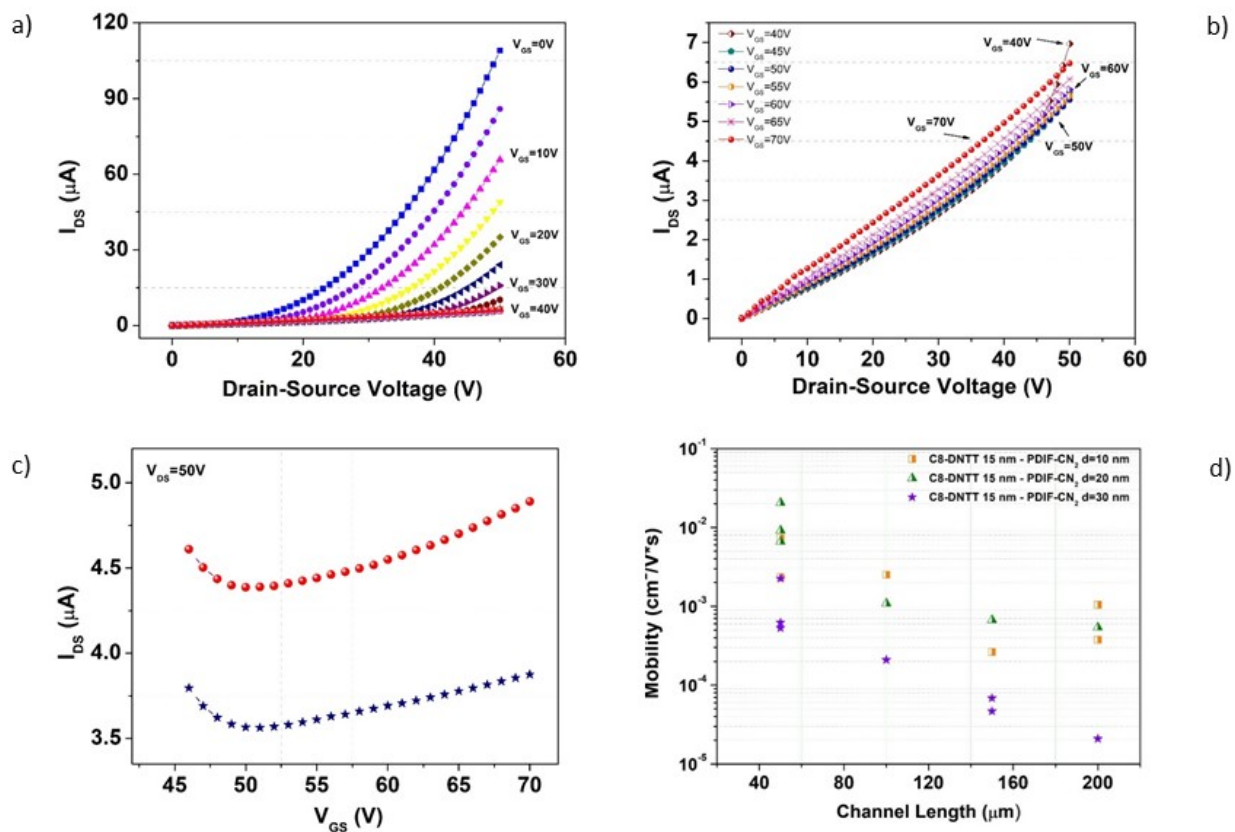 a)
120
90
60
30
0
I_DS (μA)
V_GS=0V
V_GS=10V
V_GS=20V
V_GS=30V
V_GS=40V
0 20 40 60
Drain-Source Voltage (V)
b)
7
6
5
4
3
2
1
0
I_DS (μA)
V_GS=40V
V_GS=45V
V_GS=50V
V_GS=55V
V_GS=60V
V_GS=65V
V_GS=70V
V_GS=40V
V_GS=60V
V_GS=70V
V_GS=50V
0 10 20 30 40 50 60
Drain-Source Voltage (V)
c)
V_DS=50V
5.0
4.5
4.0
3.5
I_DS (μA)
45 50 55 60 65 70
V_GS (V)
d)
10⁻¹
10⁻²
10⁻³
10⁻⁴
10⁻⁵
Mobility (cm⁻/V*s)
C8-DNTT 15 nm - PDIF-CN₂ d=10 nm
C8-DNTT 15 nm - PDIF-CN₂ d=20 nm
C8-DNTT 15 nm - PDIF-CN₂ d=30 nm
40 80 120 160 200
Channel Length (μm)